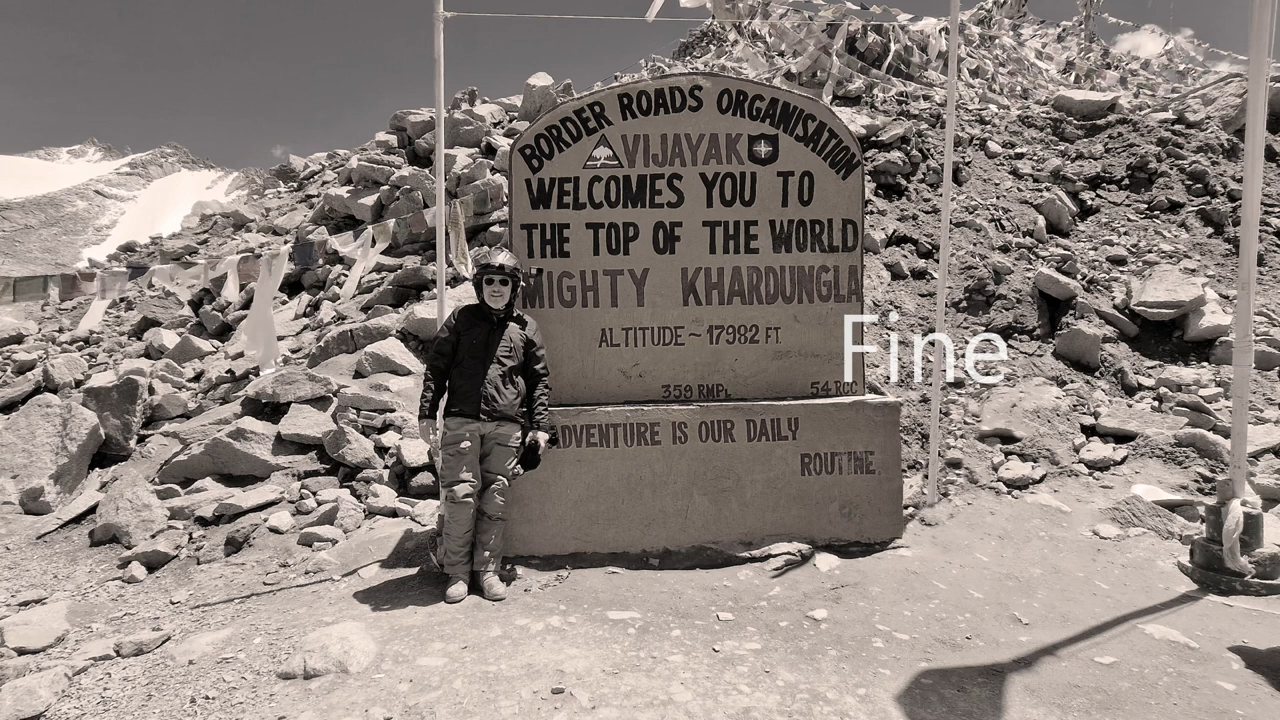 BORDER ROADS ORGANISATION
VIJAYAK
WELCOMES YOU TO
THE TOP OF THE WORLD
MIGHTY KHARDUNGLA
ALTITUDE ~ 17982 FT.
Fine
359 RMPL 54 RCC
ADVENTURE IS OUR DAILY
ROUTINE